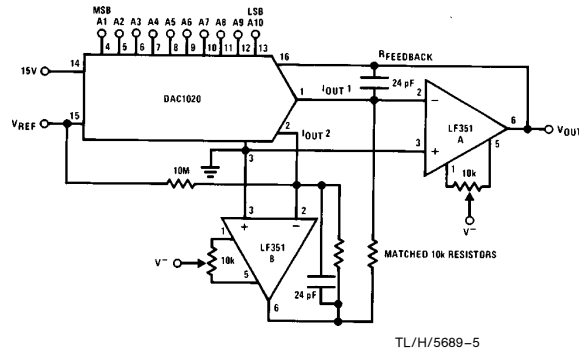 MSB LSB
A1 A2 A3 A4 A5 A6 A7 A8 A9 A10
4 5 6 7 8 9 10 11 12 13
16
RFEEDBACK
15V
14
24 pF
DAC1020
1
IOUT 1
2
−
LF351
A
6
VOUT
VREF
15
2
IOUT 2
3
+
1
5
10k
V−
3
10M
3
+
2
−
1
LF351
B
V−
10k
5
6
24 pF
MATCHED 10k RESISTORS
TL/H/5689–5